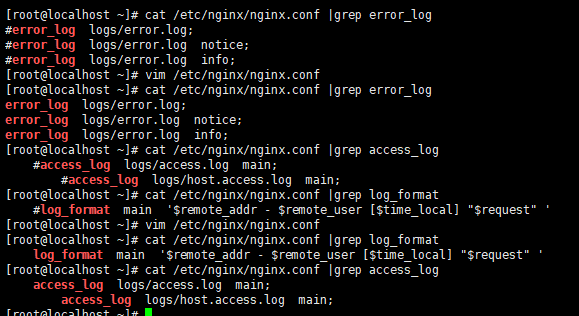 [root@localhost ~]# cat /etc/nginx/nginx.conf |grep error_log
#error_log  logs/error.log;
#error_log  logs/error.log  notice;
#error_log  logs/error.log  info;
[root@localhost ~]# vim /etc/nginx/nginx.conf
[root@localhost ~]# cat /etc/nginx/nginx.conf |grep error_log
error_log  logs/error.log;
error_log  logs/error.log  notice;
error_log  logs/error.log  info;
[root@localhost ~]# cat /etc/nginx/nginx.conf |grep access_log
    #access_log  logs/access.log  main;
        #access_log  logs/host.access.log  main;
[root@localhost ~]# cat /etc/nginx/nginx.conf |grep log_format
    #log_format  main  '$remote_addr - $remote_user [$time_local] "$request" '
[root@localhost ~]# vim /etc/nginx/nginx.conf
[root@localhost ~]# cat /etc/nginx/nginx.conf |grep log_format
    log_format  main  '$remote_addr - $remote_user [$time_local] "$request" '
[root@localhost ~]# cat /etc/nginx/nginx.conf |grep access_log
    access_log  logs/access.log  main;
        access_log  logs/host.access.log  main;
[root@localhost ~]#